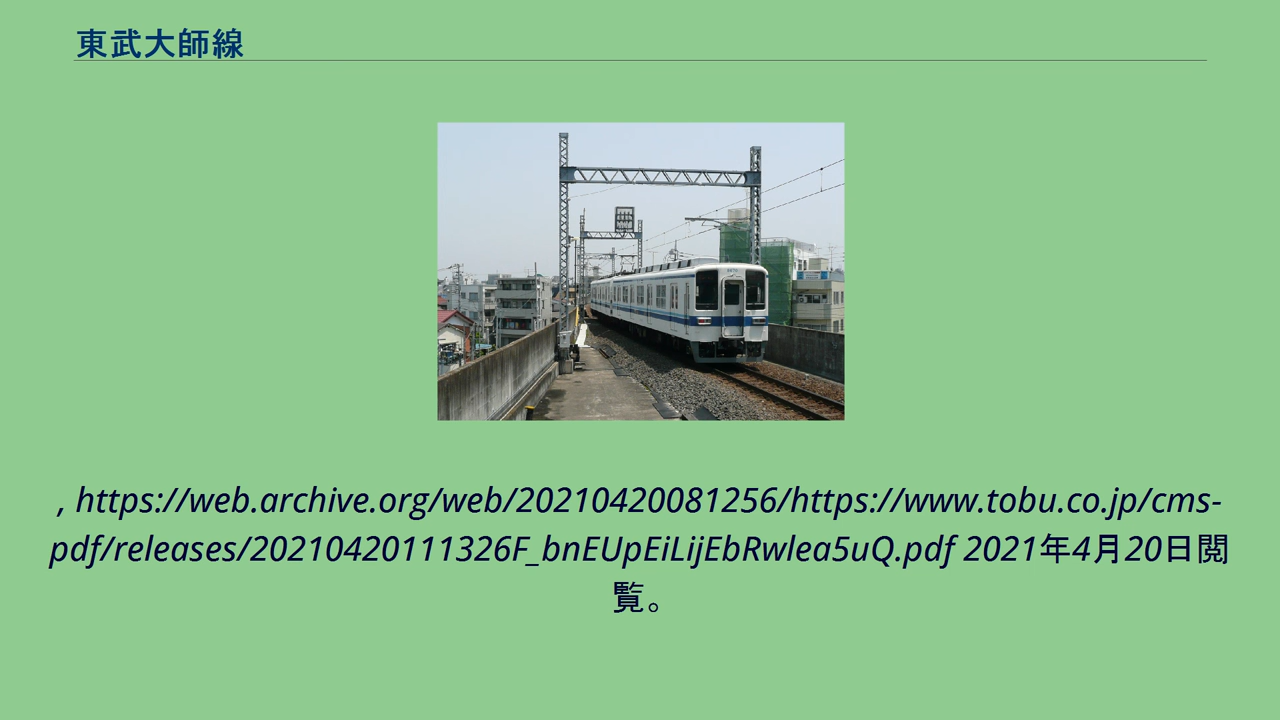 東武大師線
, https://web.archive.org/web/20210420081256/https://www.tobu.co.jp/cms-
pdf/releases/20210420111326F_bnEUpEiLijEbRwlea5uQ.pdf 2021年4月20日閲
覧。